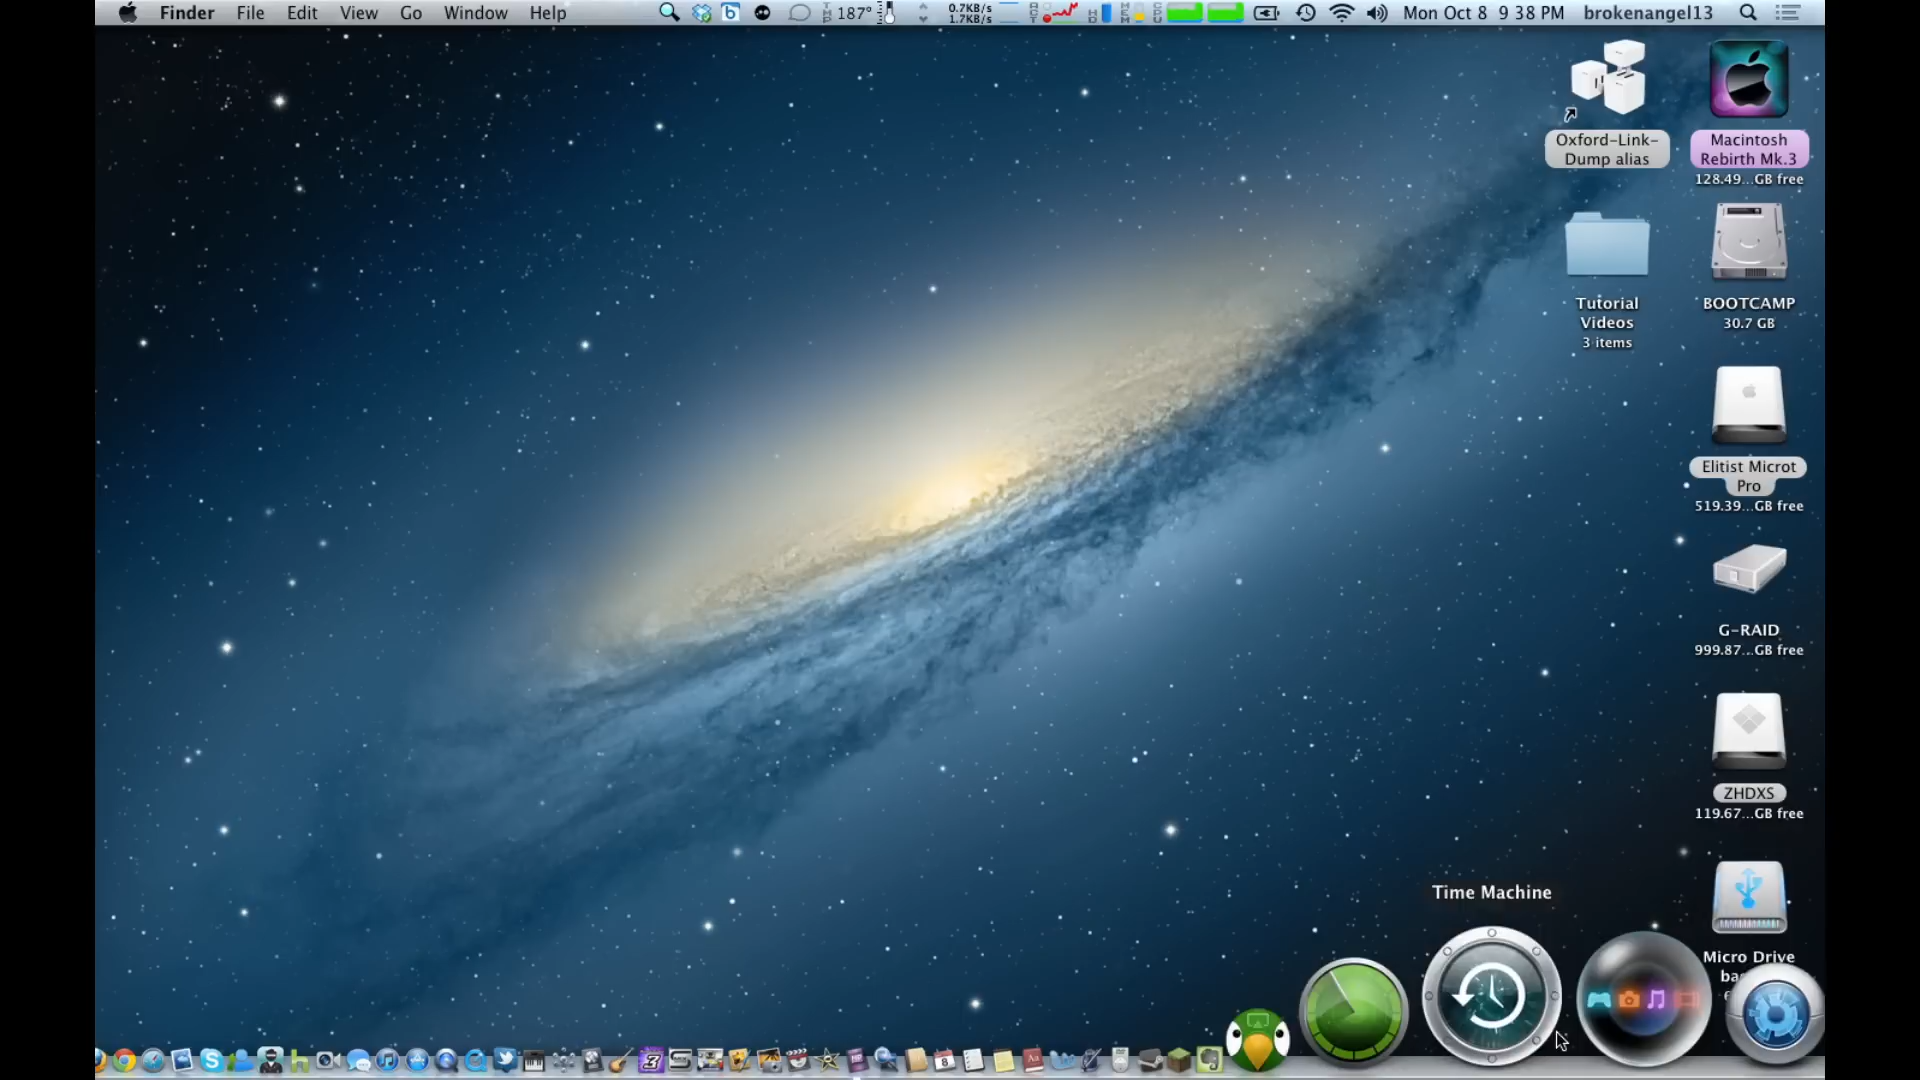 Finder File Edit View Go Window Help 187° 0.7KB/s Mon Oct 8 9 38 PM brokenangel13
1.7KB/s
Oxford-Link-
Dump alias
Macintosh
Rebirth Mk.3
128.49...GB free
Tutorial
Videos
3 items
BOOTCAMP
30.7 GB
Elitist Microt
Pro
519.39...GB free
G-RAID
999.87...GB free
ZHDXS
119.67...GB free
Time Machine
Micro Drive